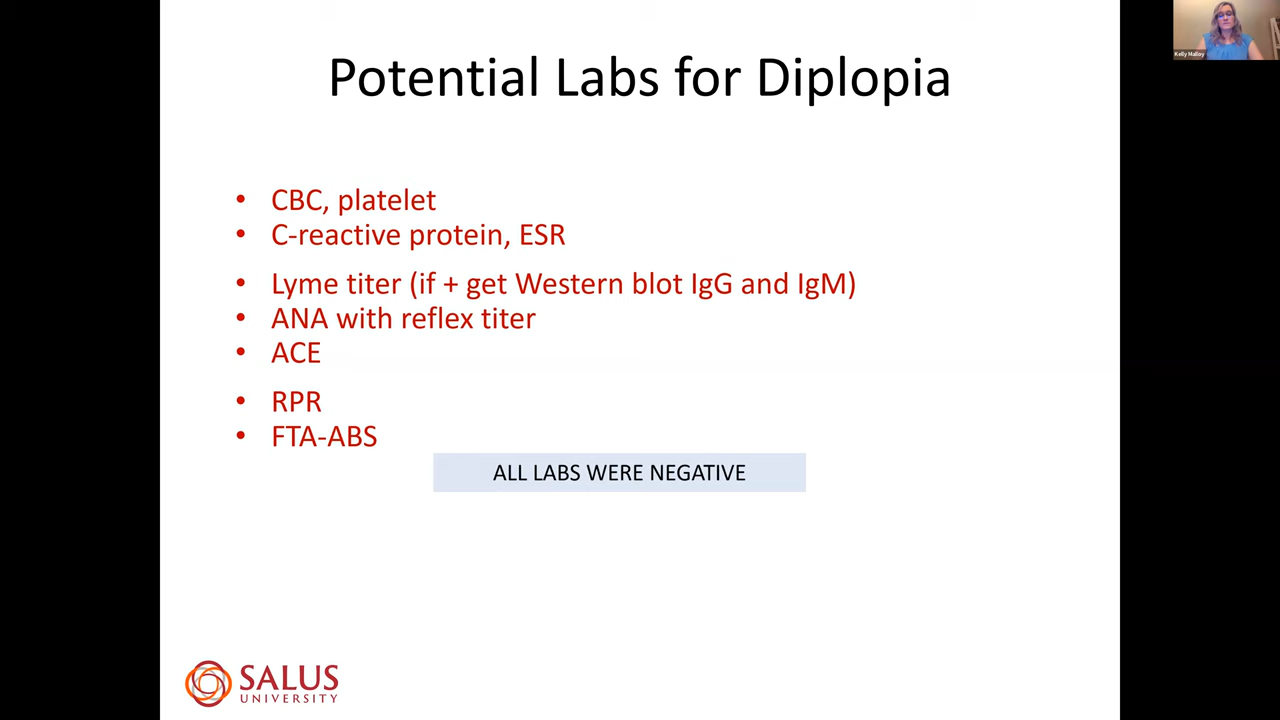 Potential Labs for Diplopia
Kelly Malloy
• CBC, platelet
• C-reactive protein, ESR
• Lyme titer (if + get Western blot IgG and IgM)
• ANA with reflex titer
• ACE
• RPR
• FTA-ABS
ALL LABS WERE NEGATIVE
SALUS
UNIVERSITY